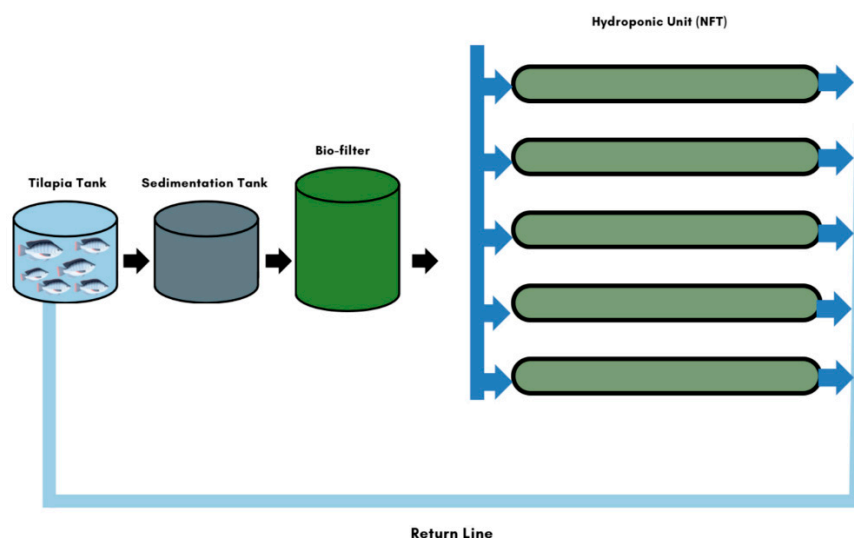 Hydroponic Unit (NFT)
Bio-filter
Tilapia Tank
Sedimentation Tank
Return Line